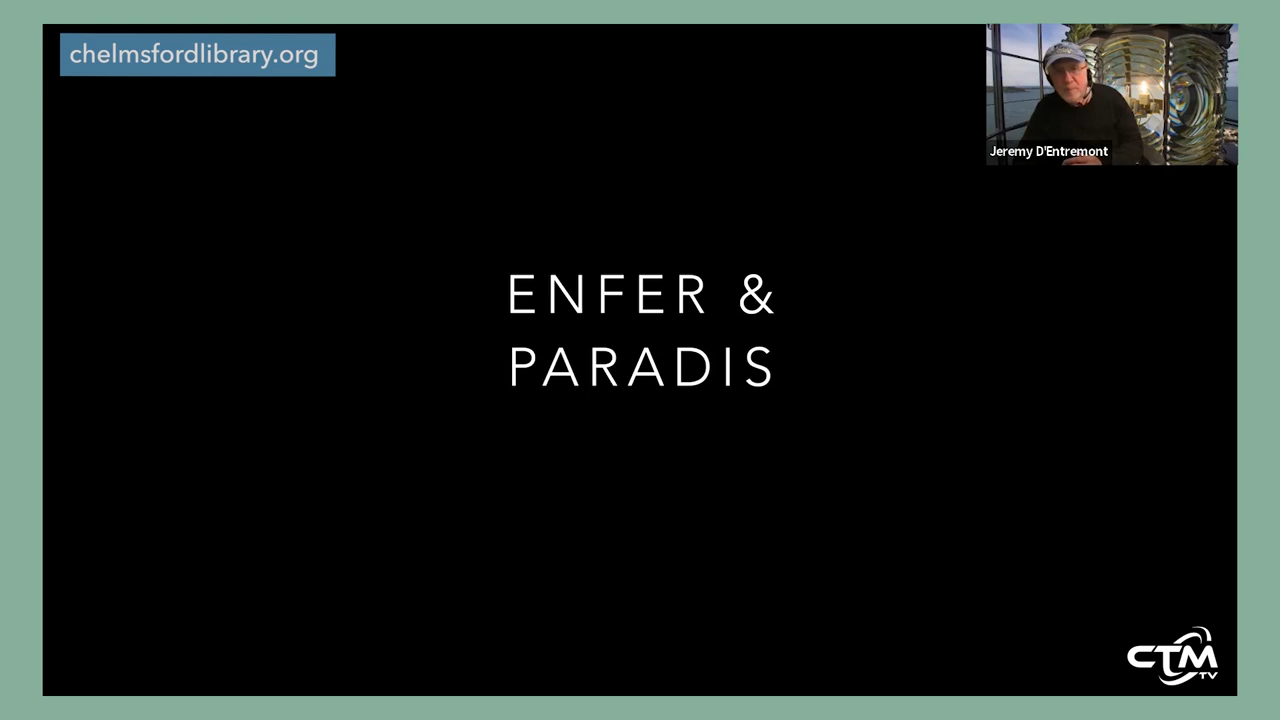 chelmsfordlibrary.org
Jeremy D'Entremont
ENFER &
PARADIS
CTM
TV